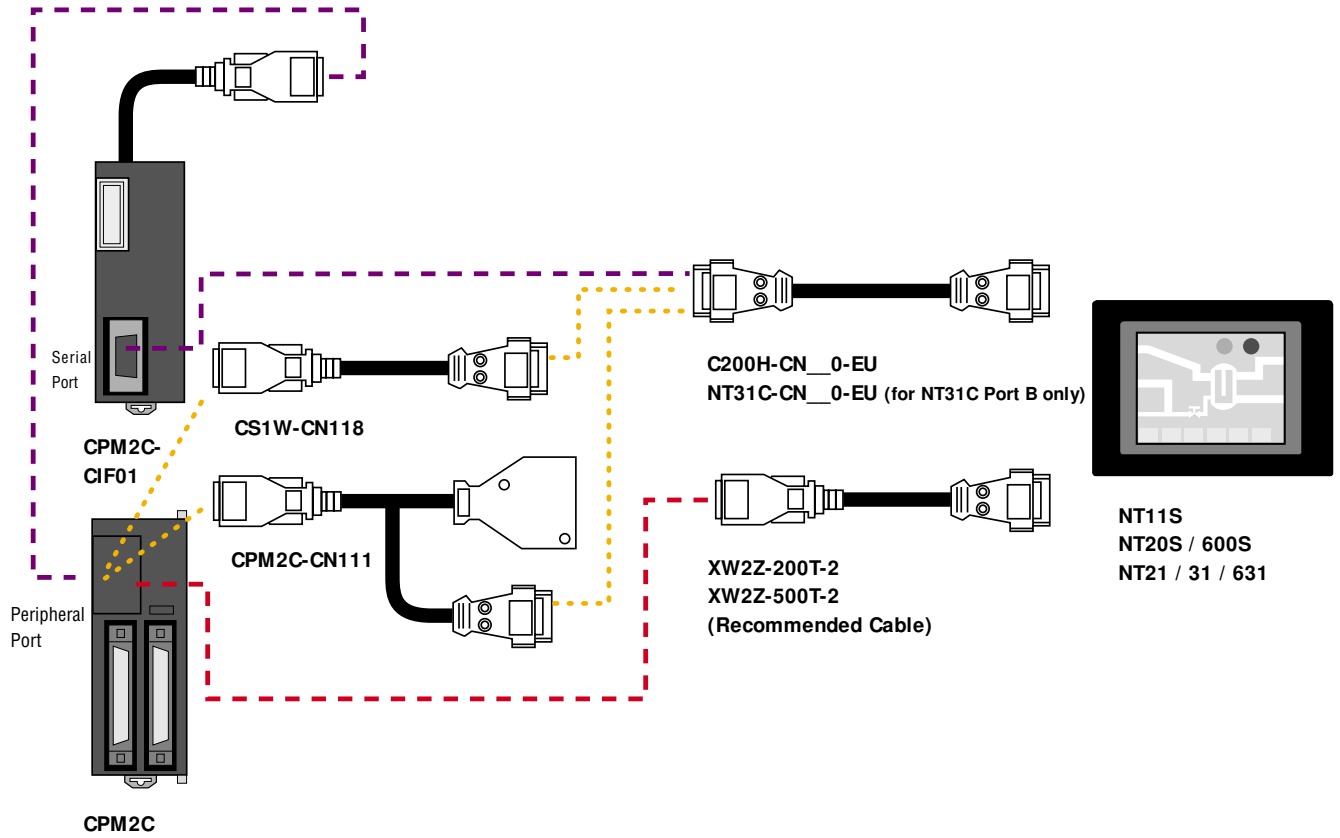 Serial
Port
CPM2C-
CIF01
CS1W-CN118
C200H-CN__0-EU
NT31C-CN__0-EU (for NT31C Port B only)
CPM2C-CN111
XW2Z-200T-2
XW2Z-500T-2
(Recommended Cable)
NT11S
NT20S / 600S
NT21 / 31 / 631
Peripheral
Port
CPM2C